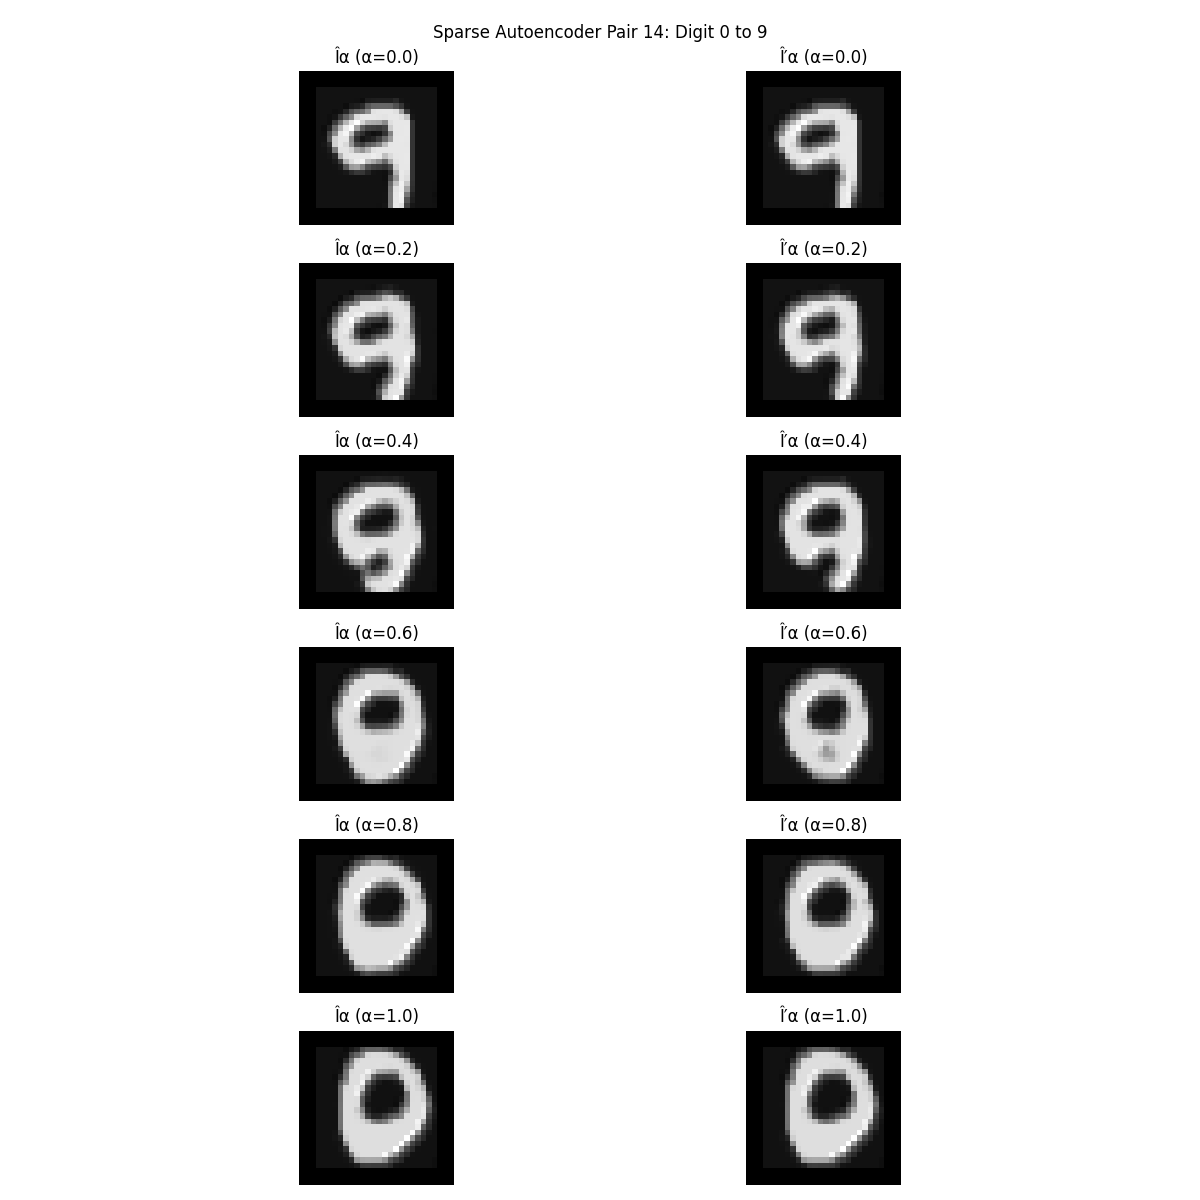 Sparse Autoencoder Pair 14: Digit 0 to 9
Îα (α=0.0) Î′α (α=0.0)
Îα (α=0.2) Î′α (α=0.2)
Îα (α=0.4) Î′α (α=0.4)
Îα (α=0.6) Î′α (α=0.6)
Îα (α=0.8) Î′α (α=0.8)
Îα (α=1.0) Î′α (α=1.0)